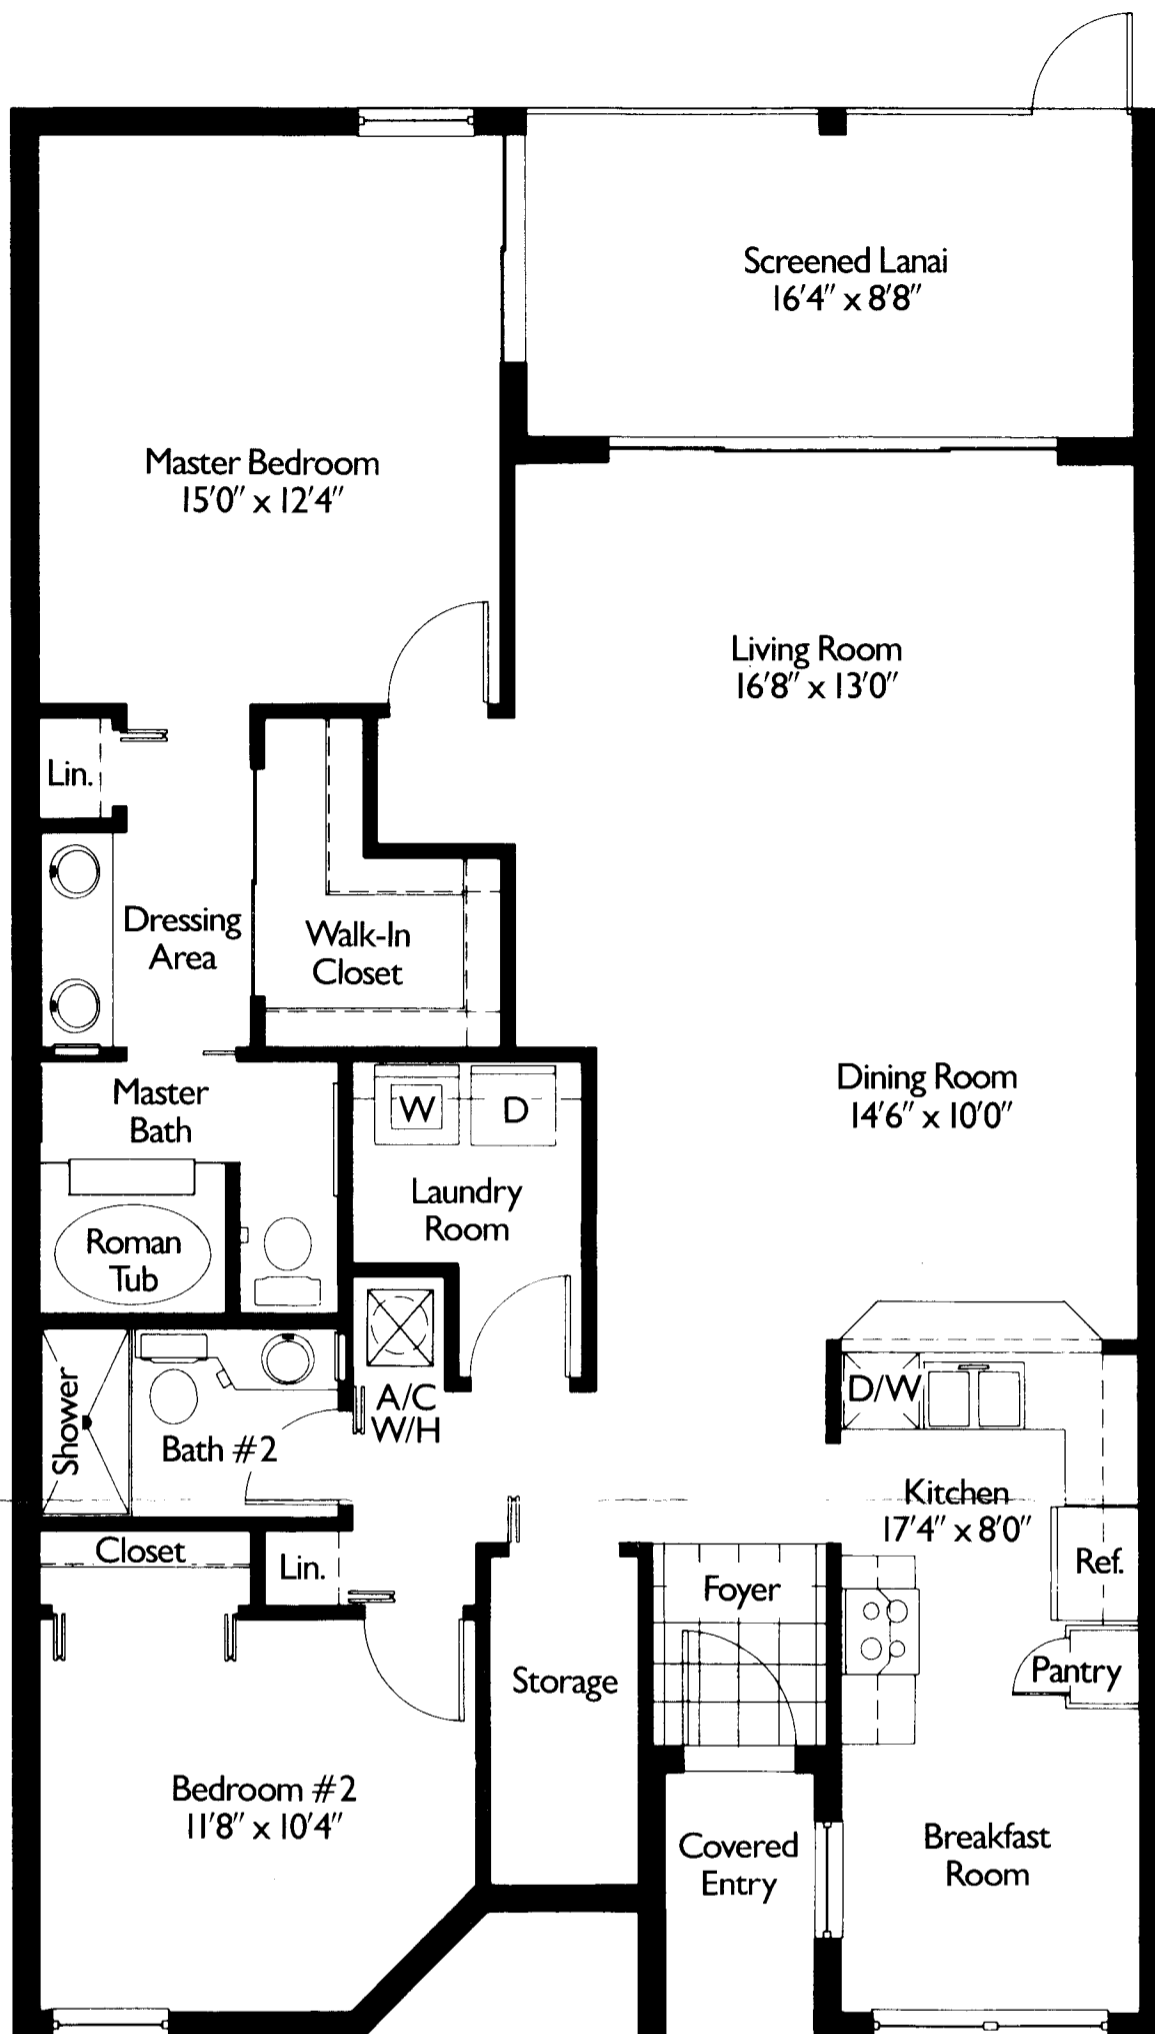 Screened Lanai
16'4" x 8'8"
Master Bedroom
15'0" x 12'4"
Living Room
16'8" x 13'0"
Lin.
Dressing
Area
Walk-In
Closet
Master
Bath
W
D
Dining Room
14'6" x 10'0"
Laundry
Room
Roman
Tub
Shower
A/C
W/H
D/W
Bath #2
Kitchen
17'4" x 8'0"
Closet
Lin.
Foyer
Ref.
Storage
Pantry
Bedroom #2
11'8" x 10'4"
Covered
Entry
Breakfast
Room